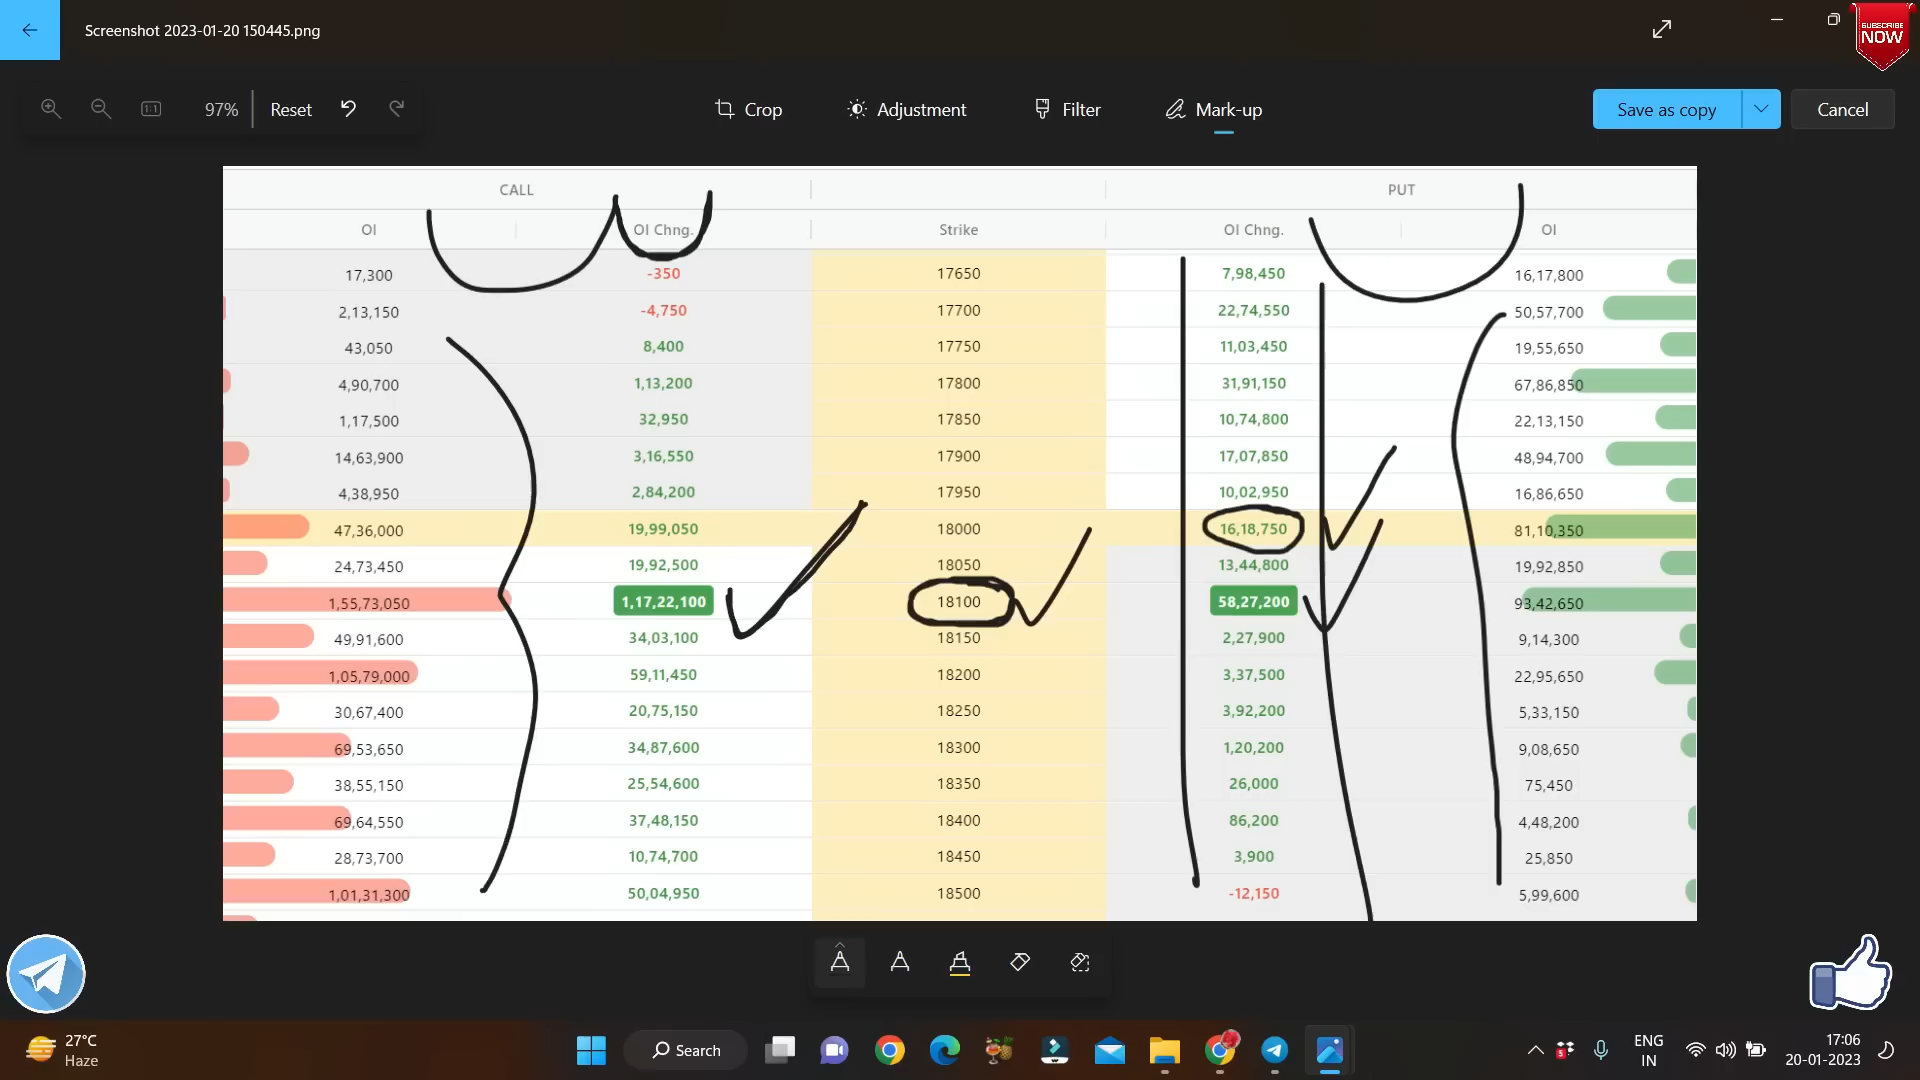 Screenshot 2023-01-20 150445.png
SUBSCRIBE
NOW
97% Reset Crop Adjustment Filter Mark-up Save as copy Cancel
CALL PUT
OI OI Chng. Strike OI Chng. OI
17,300 -350 17650 7,98,450 16,17,800
2,13,150 -4,750 17700 22,74,550 50,57,700
43,050 8,400 17750 11,03,450 19,55,650
4,90,700 1,13,200 17800 31,91,150 67,86,850
1,17,500 32,950 17850 10,74,800 22,13,150
14,63,900 3,16,550 17900 17,07,850 48,94,700
4,38,950 2,84,200 17950 10,02,950 16,86,650
47,36,000 19,99,050 18000 16,18,750 81,10,350
24,73,450 19,92,500 18050 13,44,800 19,92,850
1,55,73,050 1,17,22,100 18100 58,27,200 93,42,650
49,91,600 34,03,100 18150 2,27,900 9,14,300
1,05,79,000 59,11,450 18200 3,37,500 22,95,650
30,67,400 20,75,150 18250 3,92,200 5,33,150
69,53,650 34,87,600 18300 1,20,200 9,08,650
38,55,150 25,54,600 18350 26,000 75,450
69,64,550 37,48,150 18400 86,200 4,48,200
28,73,700 10,74,700 18450 3,900 25,850
1,01,31,300 50,04,950 18500 -12,150 5,99,600
27°C
Haze
Search
ENG
IN
17:06
20-01-2023